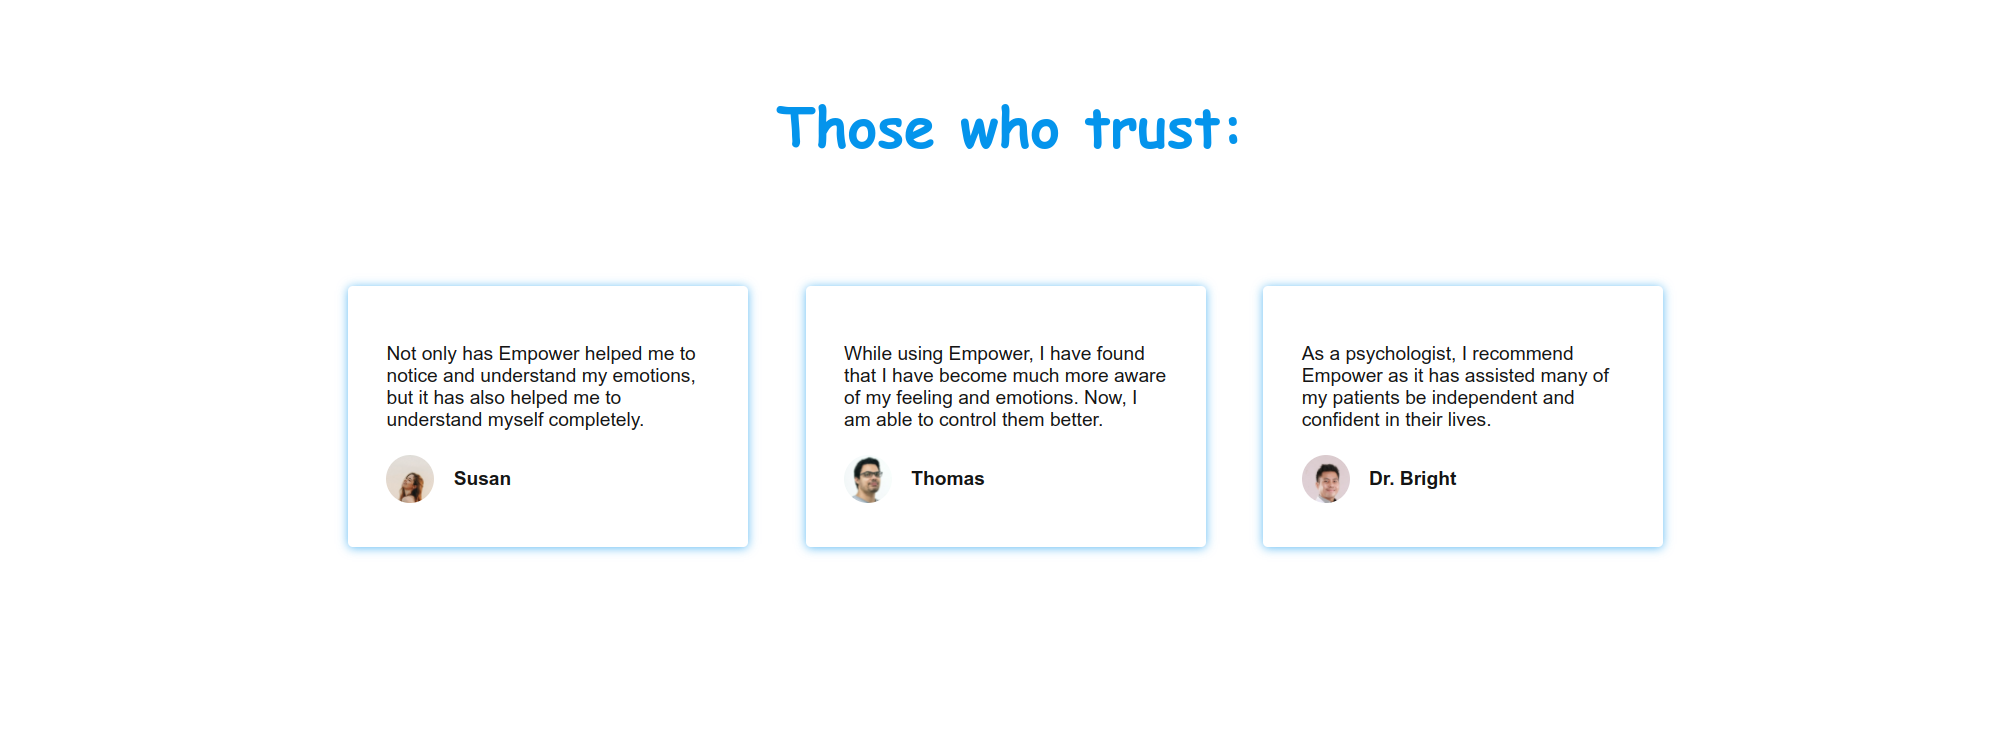 Those who trust:
Not only has Empower helped me to
notice and understand my emotions,
but it has also helped me to
understand myself completely.
Susan
While using Empower, I have found
that I have become much more aware
of my feeling and emotions. Now, I
am able to control them better.
Thomas
As a psychologist, I recommend
Empower as it has assisted many of
my patients be independent and
confident in their lives.
Dr. Bright